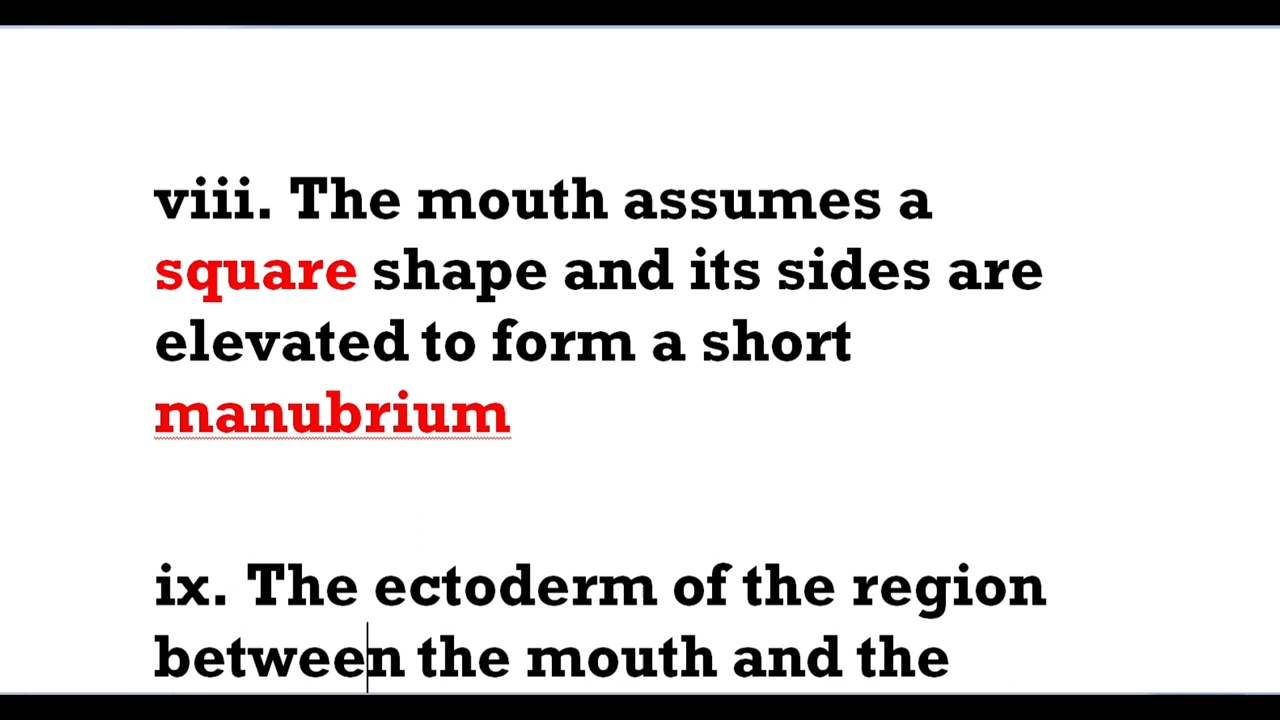 viii. The mouth assumes a
square shape and its sides are
elevated to form a short
manubrium
ix. The ectoderm of the region
between the mouth and the